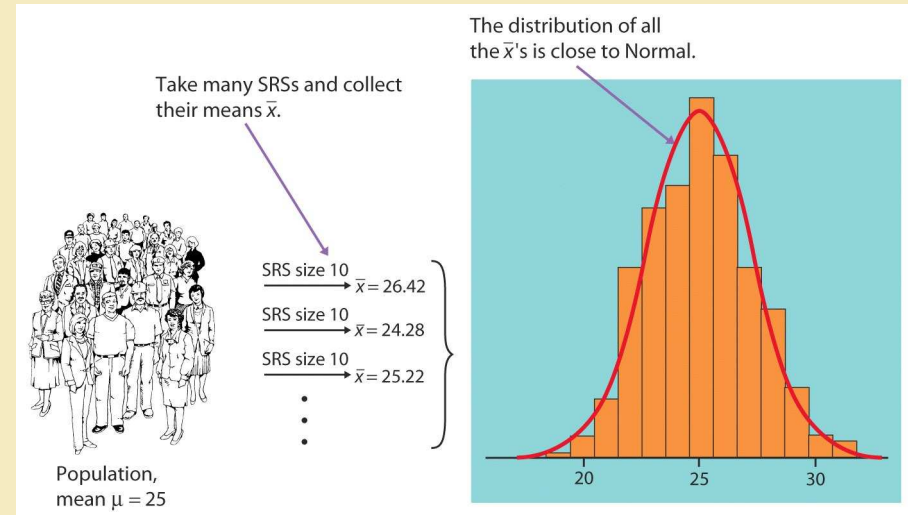 The distribution of all
the x̄'s is close to Normal.
Take many SRSs and collect
their means x̄.
SRS size 10
x̄ = 26.42
SRS size 10
x̄ = 24.28
SRS size 10
x̄ = 25.22
Population,
mean μ = 25
20 25 30